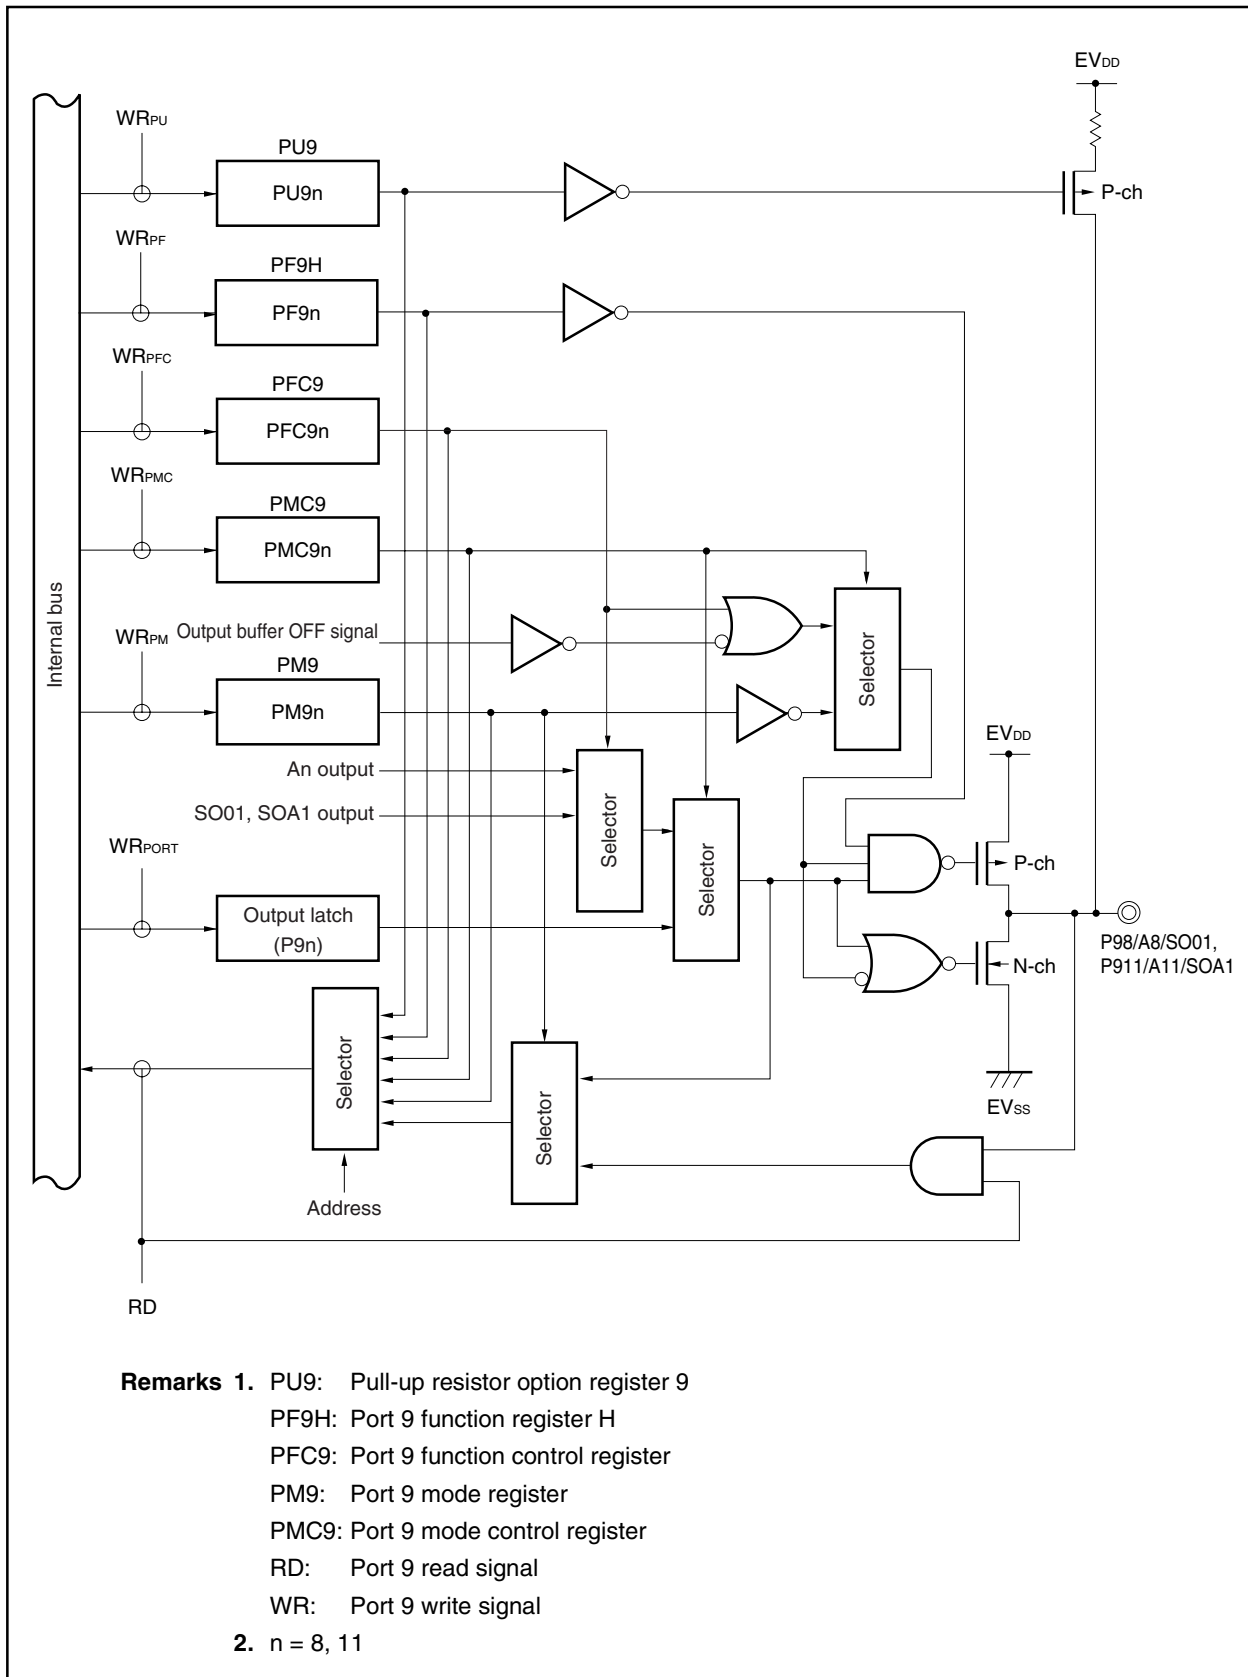 EVDD
WRPU
PU9
PU9n
P-ch
WRPF
PF9H
PF9n
WRPFC
PFC9
PFC9n
WRPMC
PMC9
PMC9n
Internal bus
WRPM
Output buffer OFF signal
Selector
PM9
PM9n
EVDD
An output
SO01, SOA1 output
Selector
Selector
WRPORT
P-ch
Output latch
(P9n)
P98/A8/SO01,
P911/A11/SOA1
N-ch
Selector
Selector
EVSS
Address
RD
Remarks 1. PU9: Pull-up resistor option register 9
PF9H: Port 9 function register H
PFC9: Port 9 function control register
PM9: Port 9 mode register
PMC9: Port 9 mode control register
RD: Port 9 read signal
WR: Port 9 write signal
2. n = 8, 11